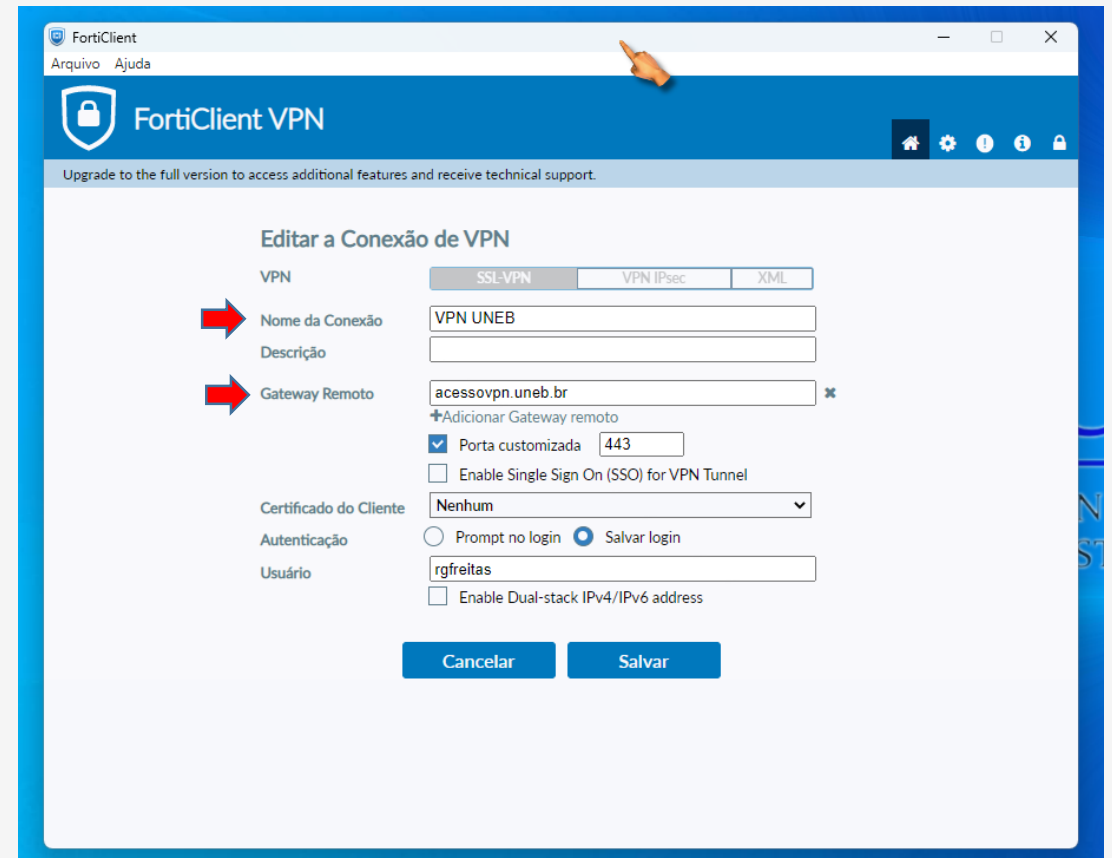 FortiClient
Arquivo Ajuda
FortiClient VPN
Upgrade to the full version to access additional features and receive technical support.
Editar a Conexão de VPN
VPN SSL-VPN VPN IPsec XML
Nome da Conexão VPN UNEB
Descrição
Gateway Remoto acessovpn.uneb.br
+Adicionar Gateway remoto
Porta customizada 443
Enable Single Sign On (SSO) for VPN Tunnel
Certificado do Cliente Nenhum
Autenticação Prompt no login Salvar login
Usuário rgfreitas
Enable Dual-stack IPv4/IPv6 address
Cancelar Salvar